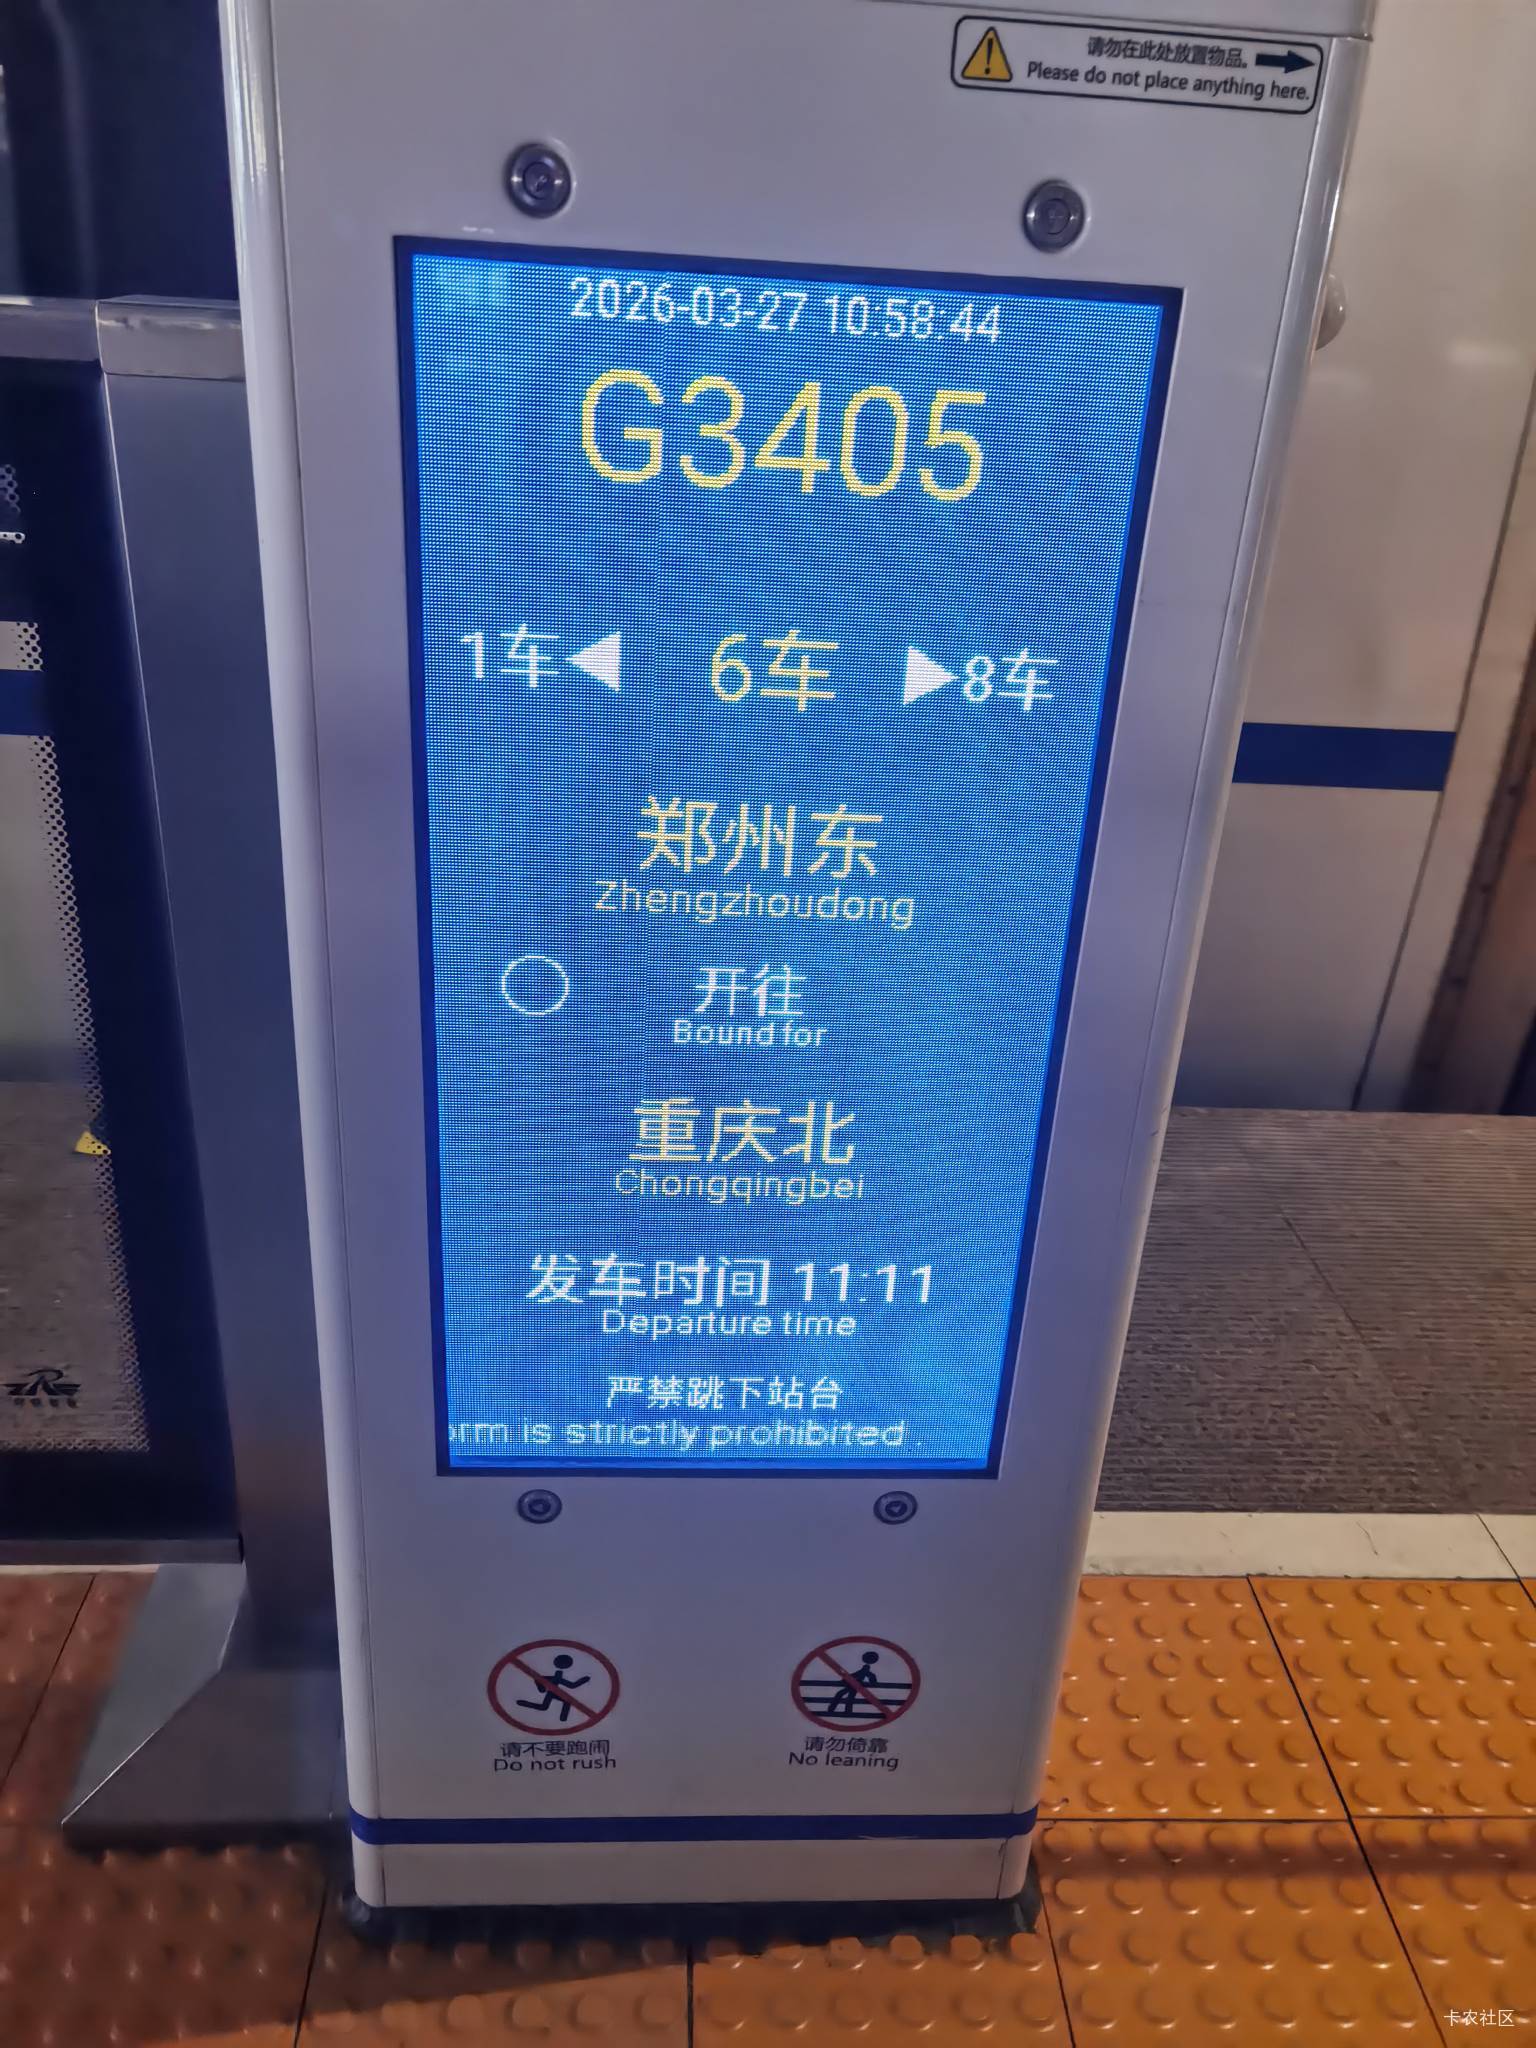 请勿在此处放置物品。
Please do not place anything here.
2026-03-27 10:58:44
G3405
1车 6车 8车
郑州东
Zhengzhoudong
开往
Bound for
重庆北
Chongqingbei
发车时间 11:11
Departure time
严禁跳下站台
orm is strictly prohibited .
请不要跑闹
Do not rush
请勿倚靠
No leaning
卡农社区